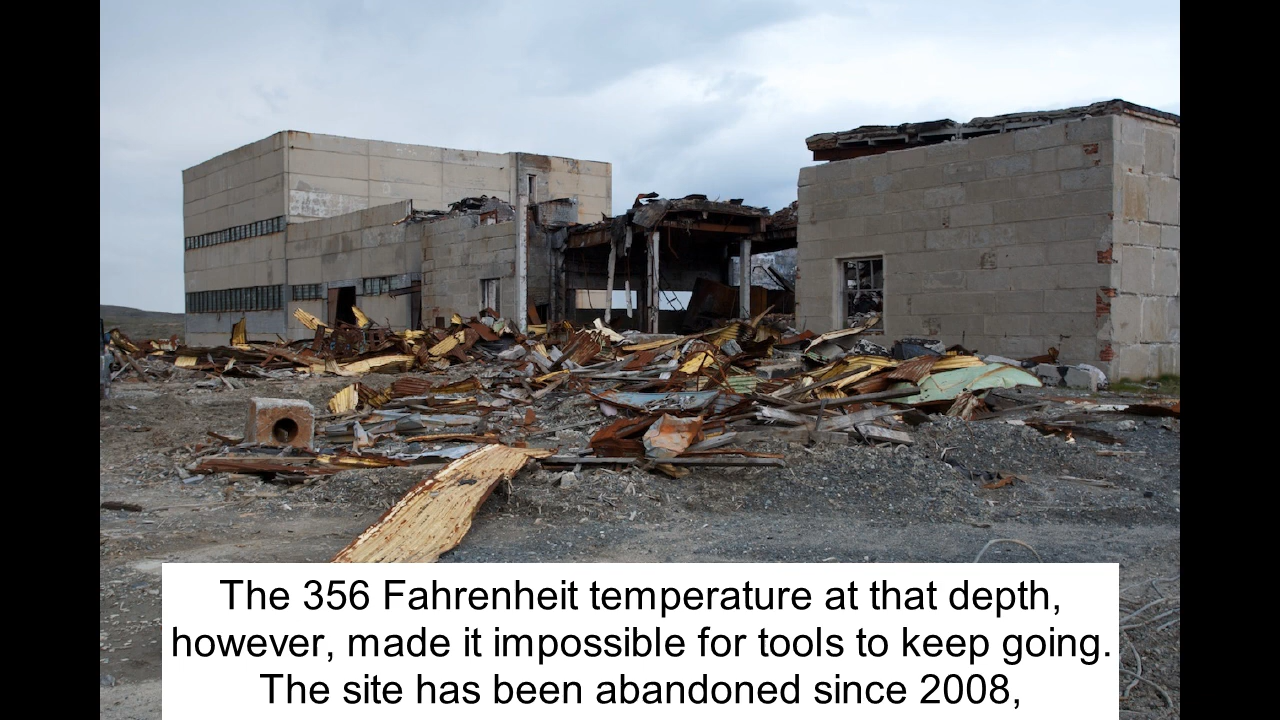 The 356 Fahrenheit temperature at that depth,
however, made it impossible for tools to keep going.
The site has been abandoned since 2008,